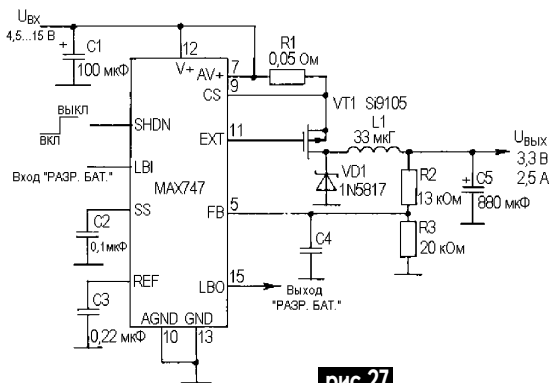 UВХ
4,5...15 В
C1
100 мкФ
12
V+
AV+
7
9
CS
R1
0,05 Ом
VT1 Si9105
L1
33 мкГ
ВЫКЛ
ВКЛ
SHDN
EXT
11
UВЫХ
3,3 В
2,5 А
LBI
Вход "РАЗР. БАТ."
MAX747
VD1
1N5817
R2
13 кОм
C5
880 мкФ
SS
FB
5
C2
0,1мкФ
C4
R3
20 кОм
REF
C3
0,22 мкФ
LBO
15
Выход
"РАЗР. БАТ."
AGND GND
10
13
рис.27